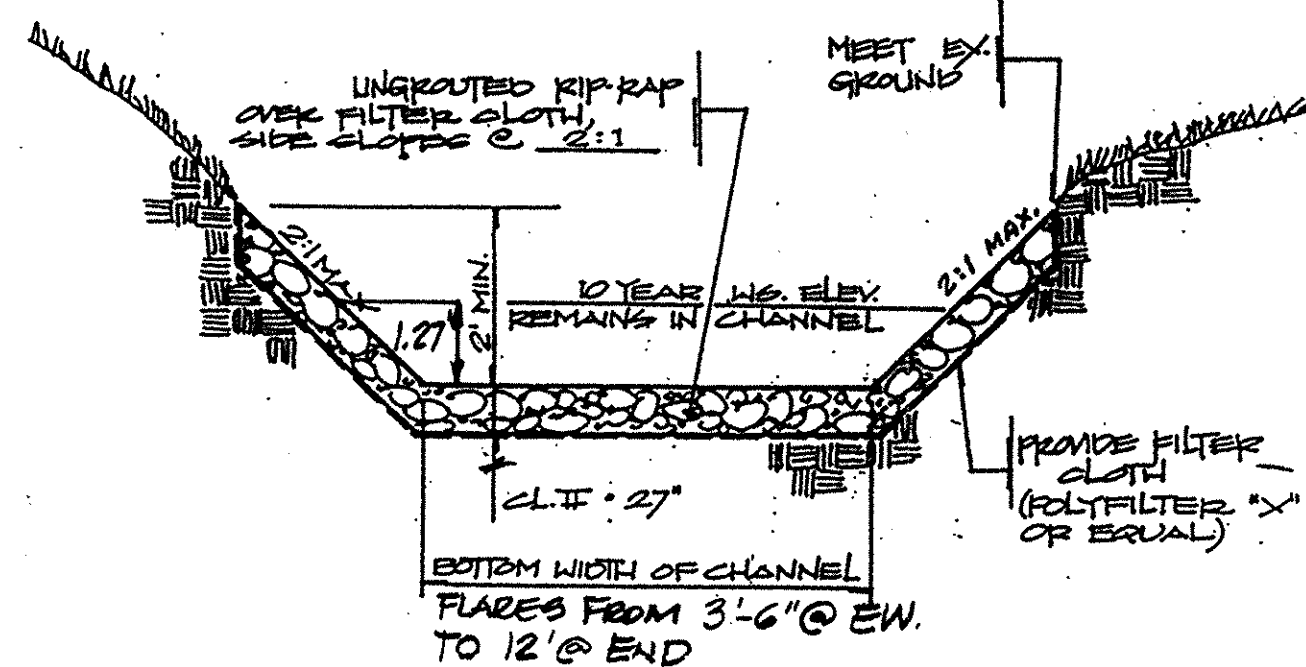 UNGROUTED RIP-RAP
OVER FILTER CLOTH,
SIDE SLOPES @ 2:1
MEET EX.
GROUND
2:1 MAX.
2' MIN.
1.27'
10 YEAR W.S. ELEV.
REMAINS IN CHANNEL
2:1 MAX.
PROVIDE FILTER
CLOTH
(POLYFILTER "X"
OR EQUAL)
CL. II • 27"
BOTTOM WIDTH OF CHANNEL
FLARES FROM 3'-6" @ EW.
TO 12' @ END